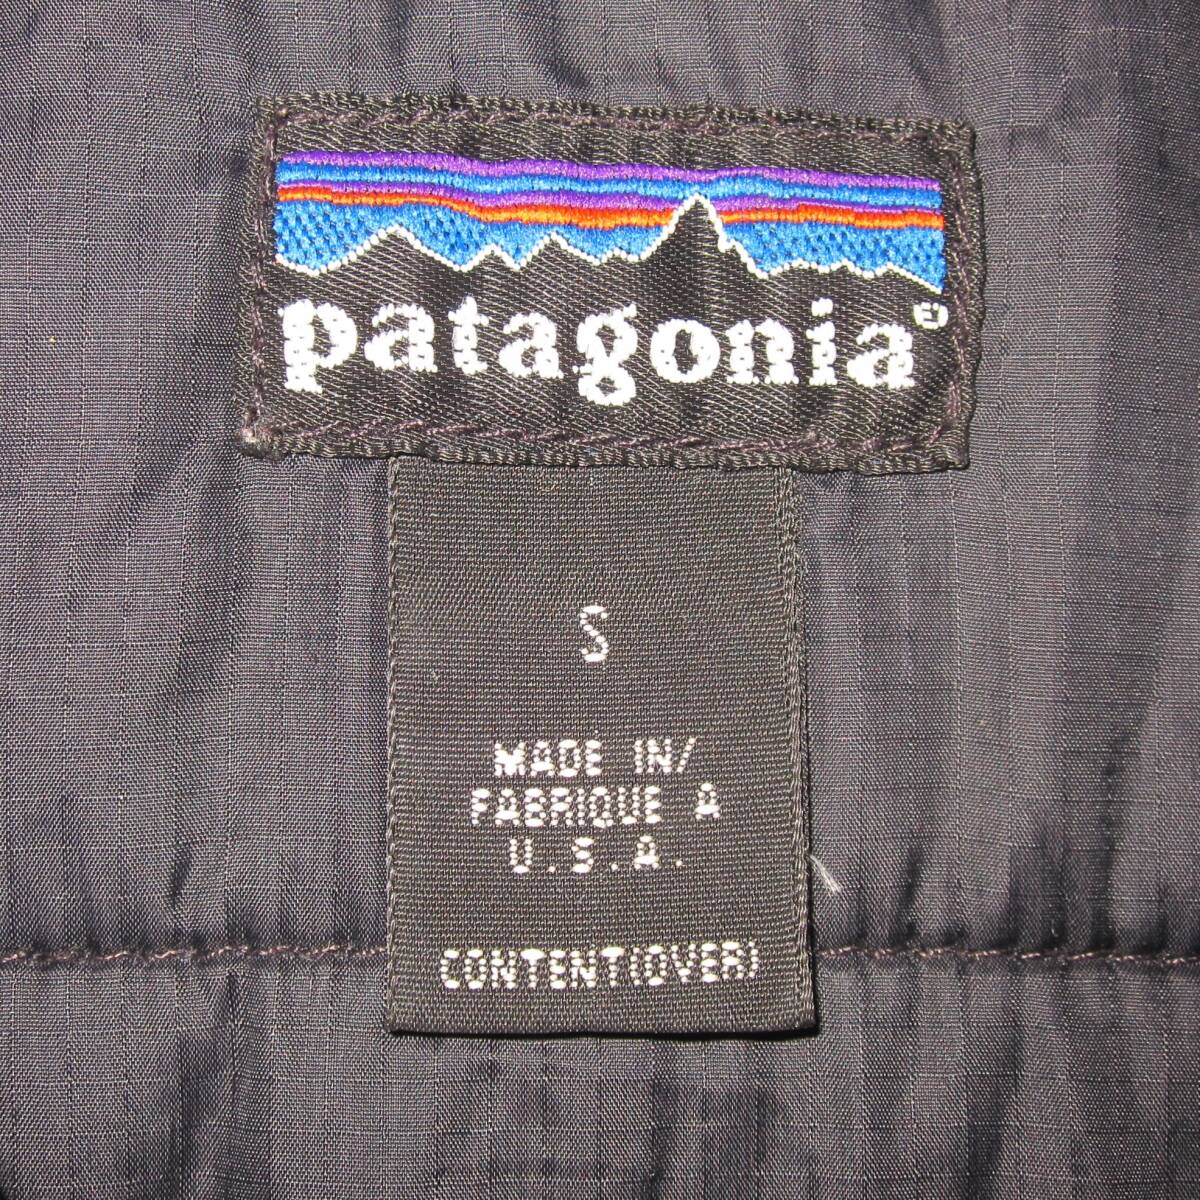 patagonia
S
MADE IN/
FABRIQUE A
U.S.A.
CONTENT(OVER)